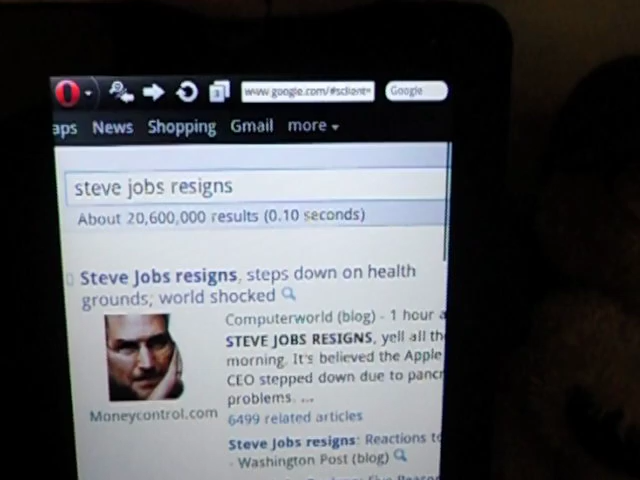 www.google.com/#sclient= Google
aps News Shopping Gmail more
steve jobs resigns
About 20,600,000 results (0.10 seconds)
Steve Jobs resigns, steps down on health
grounds; world shocked
Computerworld (blog) - 1 hour a
STEVE JOBS RESIGNS, yell all th
morning. It's believed the Apple
CEO stepped down due to pancr
problems. ...
Moneycontrol.com
6499 related articles
Steve Jobs resigns: Reactions to
- Washington Post (blog)